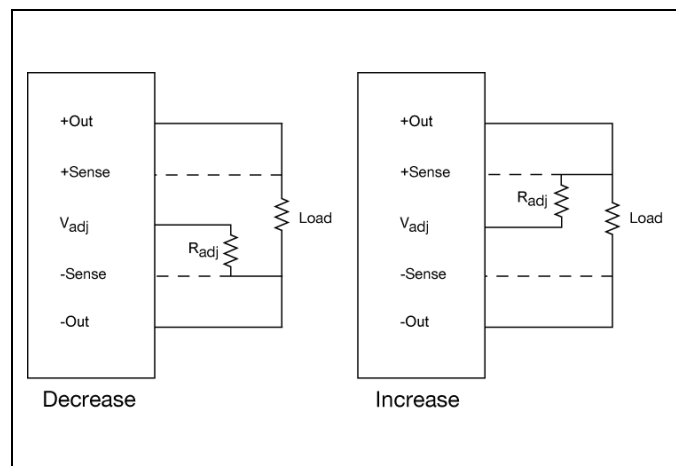 +Out
+Sense
Vadj
Radj
-Sense
-Out
Load
Decrease
+Out
+Sense
Radj
Vadj
-Sense
-Out
Load
Increase